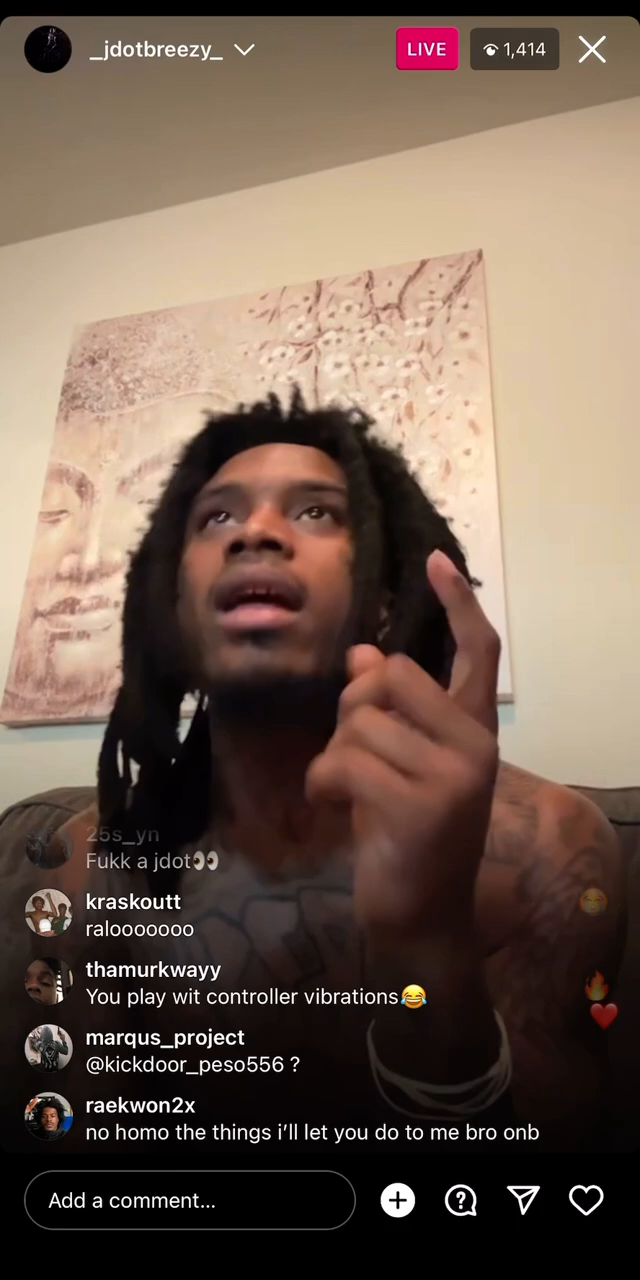 _jdotbreezy_
LIVE
1,414
25s_yn
Fukk a jdot👀
kraskoutt
ralooooooo
thamurkwayy
You play wit controller vibrations😂
marqus_project
@kickdoor_peso556 ?
raekwon2x
no homo the things i’ll let you do to me bro onb
Add a comment...